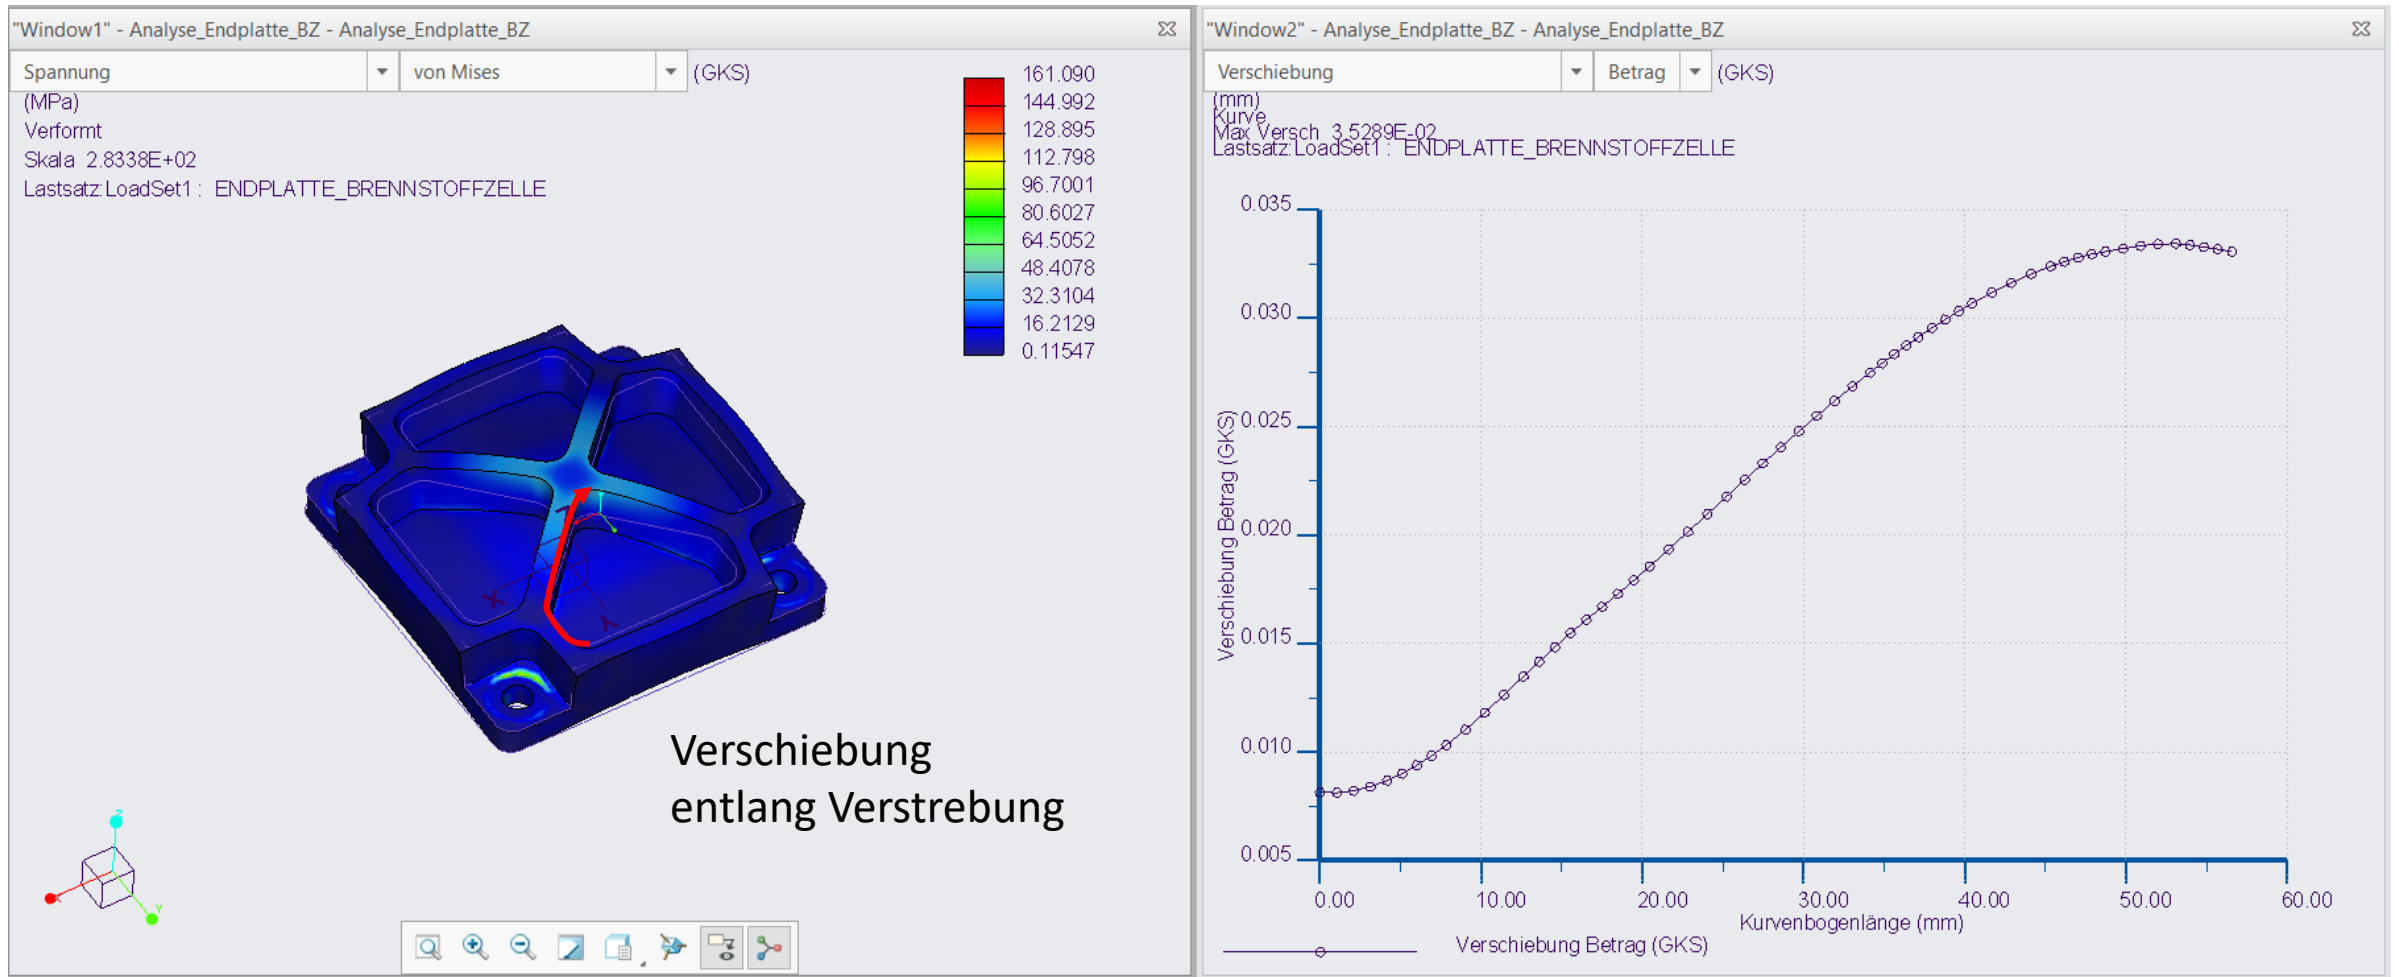 "Window1" - Analyse_Endplatte_BZ - Analyse_Endplatte_BZ
Spannung von Mises (GKS)
(MPa)
Verformt
Skala 2.8338E+02
Lastsatz:LoadSet1 : ENDPLATTE_BRENNSTOFFZELLE
161.090
144.992
128.895
112.798
96.7001
80.6027
64.5052
48.4078
32.3104
16.2129
0.11547
X
Y
Verschiebung
entlang Verstrebung
Z
X
Y
"Window2" - Analyse_Endplatte_BZ - Analyse_Endplatte_BZ
Verschiebung Betrag (GKS)
(mm)
Kurve
Max Versch 3.5289E-02
Lastsatz:LoadSet1 : ENDPLATTE_BRENNSTOFFZELLE
Verschiebung Betrag (GKS)
0.035
0.030
0.025
0.020
0.015
0.010
0.005
0.00 10.00 20.00 30.00 40.00 50.00 60.00
Kurvenbogenlänge (mm)
Verschiebung Betrag (GKS)